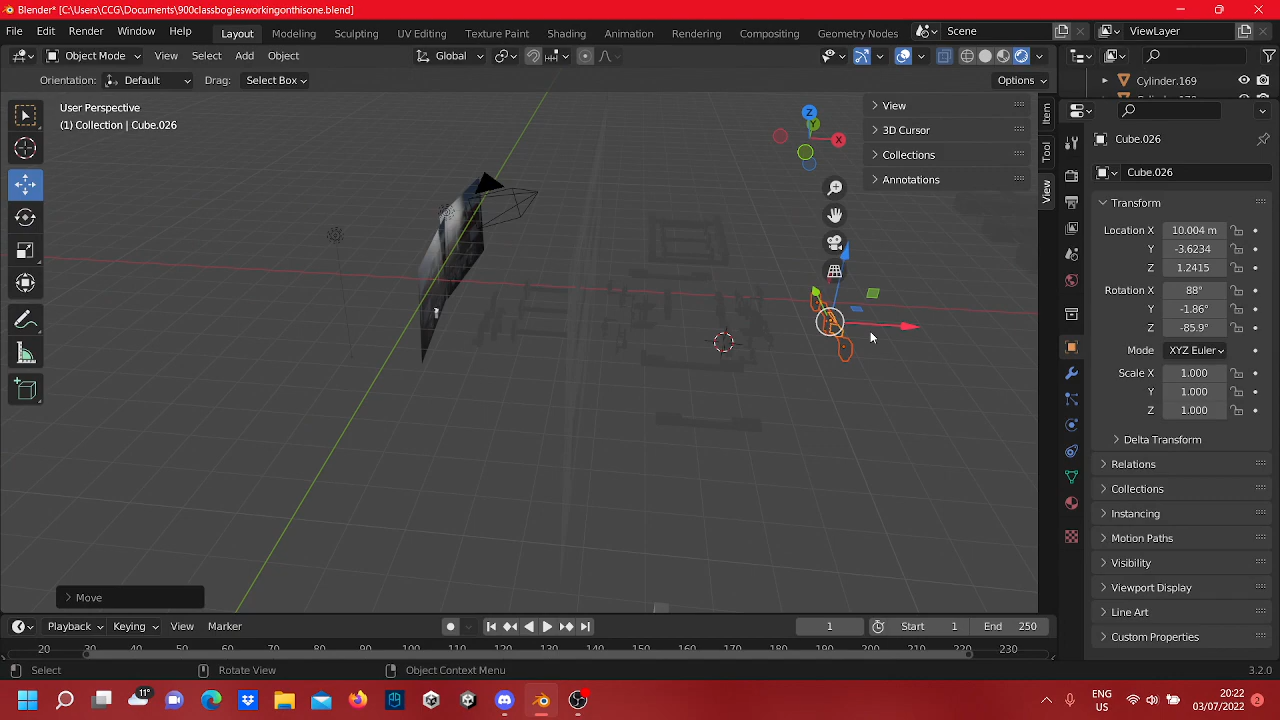 Blender* [C:\Users\CCG\Documents\900classbogiesworkingonthisone.blend]
File Edit Render Window Help Layout Modeling Sculpting UV Editing Texture Paint Shading Animation Rendering Compositing Geometry Nodes Scene ViewLayer
Object Mode View Select Add Object Global
Orientation: Default Drag: Select Box Options
Cylinder.169
User Perspective
(1) Collection | Cube.026
View
3D Cursor
Collections
Annotations
Item
Tool
View
Z
Y
X
Cube.026
Cube.026
Transform
Location X 10.004 m
Y -3.6234
Z 1.2415
Rotation X 88°
Y -1.86°
Z -85.9°
Mode XYZ Euler
Scale X 1.000
Y 1.000
Z 1.000
Delta Transform
Relations
Collections
Instancing
Motion Paths
Visibility
Viewport Display
Line Art
Custom Properties
Move
Playback Keying View Marker 1 Start 1 End 250
20 30 40 50 60 70 80 90 100 110 120 130 140 150 160 170 180 190 200 210 220 230
Select Rotate View Object Context Menu 3.2.0
11°
ENG
US
20:22
03/07/2022
2